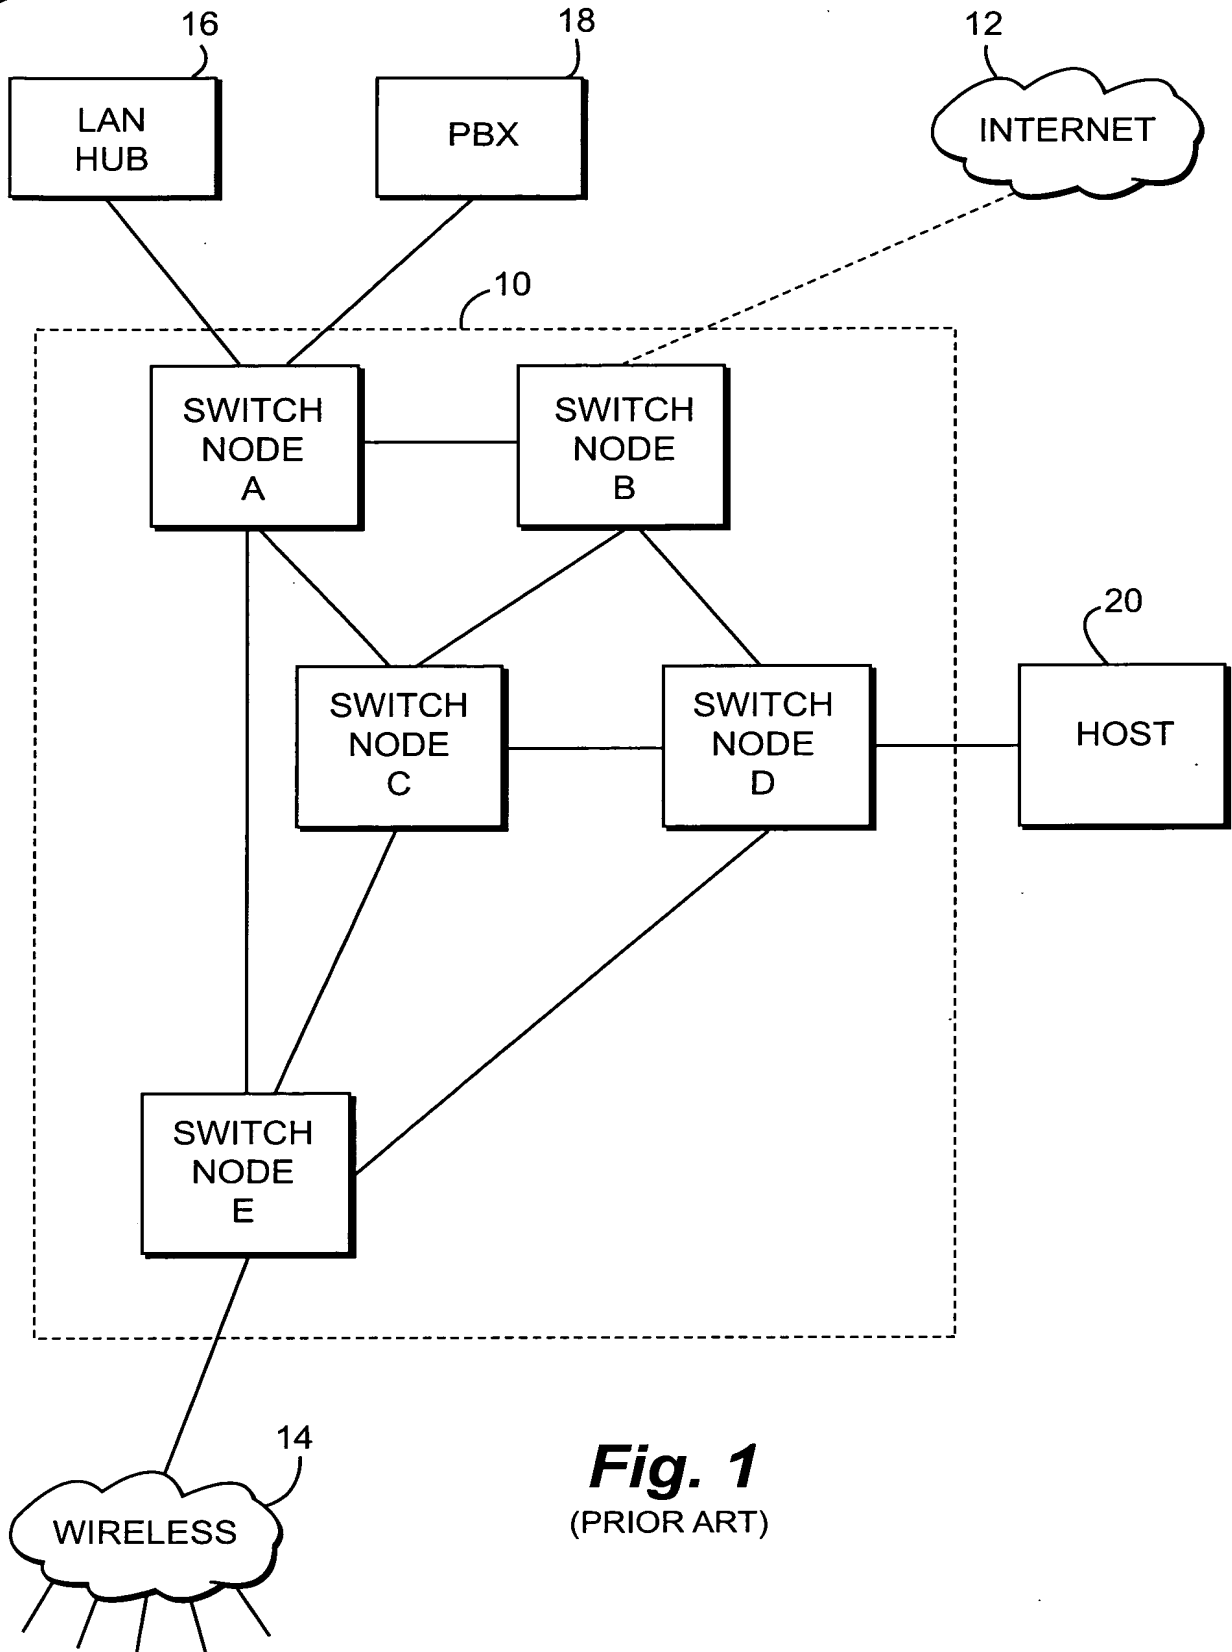 16
18
12
LAN
HUB
PBX
INTERNET
10
SWITCH
NODE
A
SWITCH
NODE
B
20
SWITCH
NODE
C
SWITCH
NODE
D
HOST
SWITCH
NODE
E
14
WIRELESS
Fig. 1
(PRIOR ART)